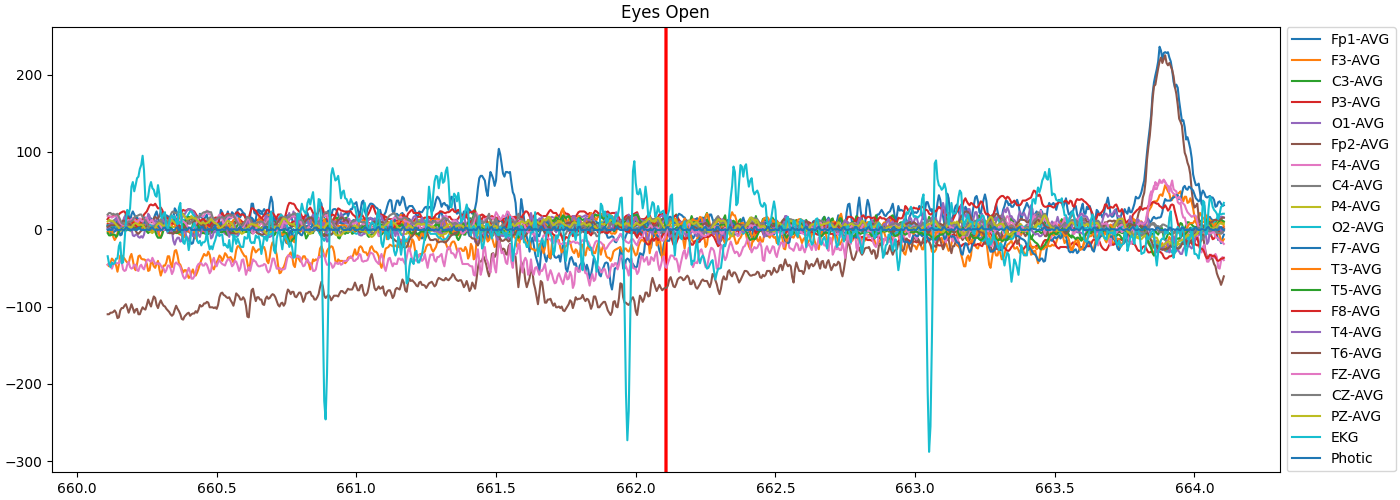 Eyes Open
200
100
0
−100
−200
−300
660.0 660.5 661.0 661.5 662.0 662.5 663.0 663.5 664.0
Fp1-AVG
F3-AVG
C3-AVG
P3-AVG
O1-AVG
Fp2-AVG
F4-AVG
C4-AVG
P4-AVG
O2-AVG
F7-AVG
T3-AVG
T5-AVG
F8-AVG
T4-AVG
T6-AVG
FZ-AVG
CZ-AVG
PZ-AVG
EKG
Photic